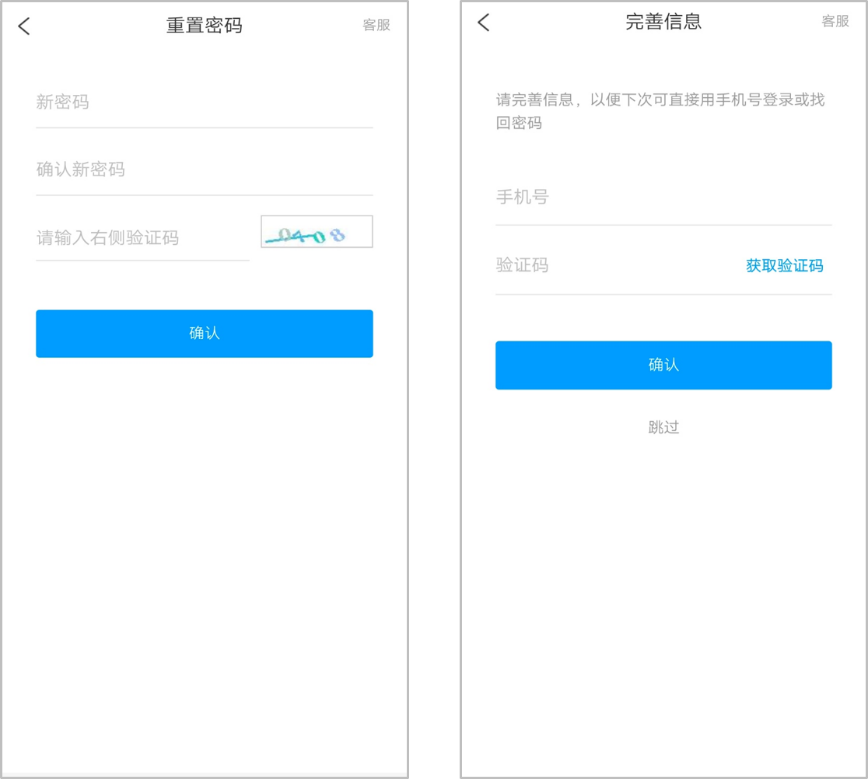 重置密码
客服
新密码
确认新密码
请输入右侧验证码
0408
确认
完善信息
客服
请完善信息，以便下次可直接用手机号登录或找
回密码
手机号
验证码
获取验证码
确认
跳过